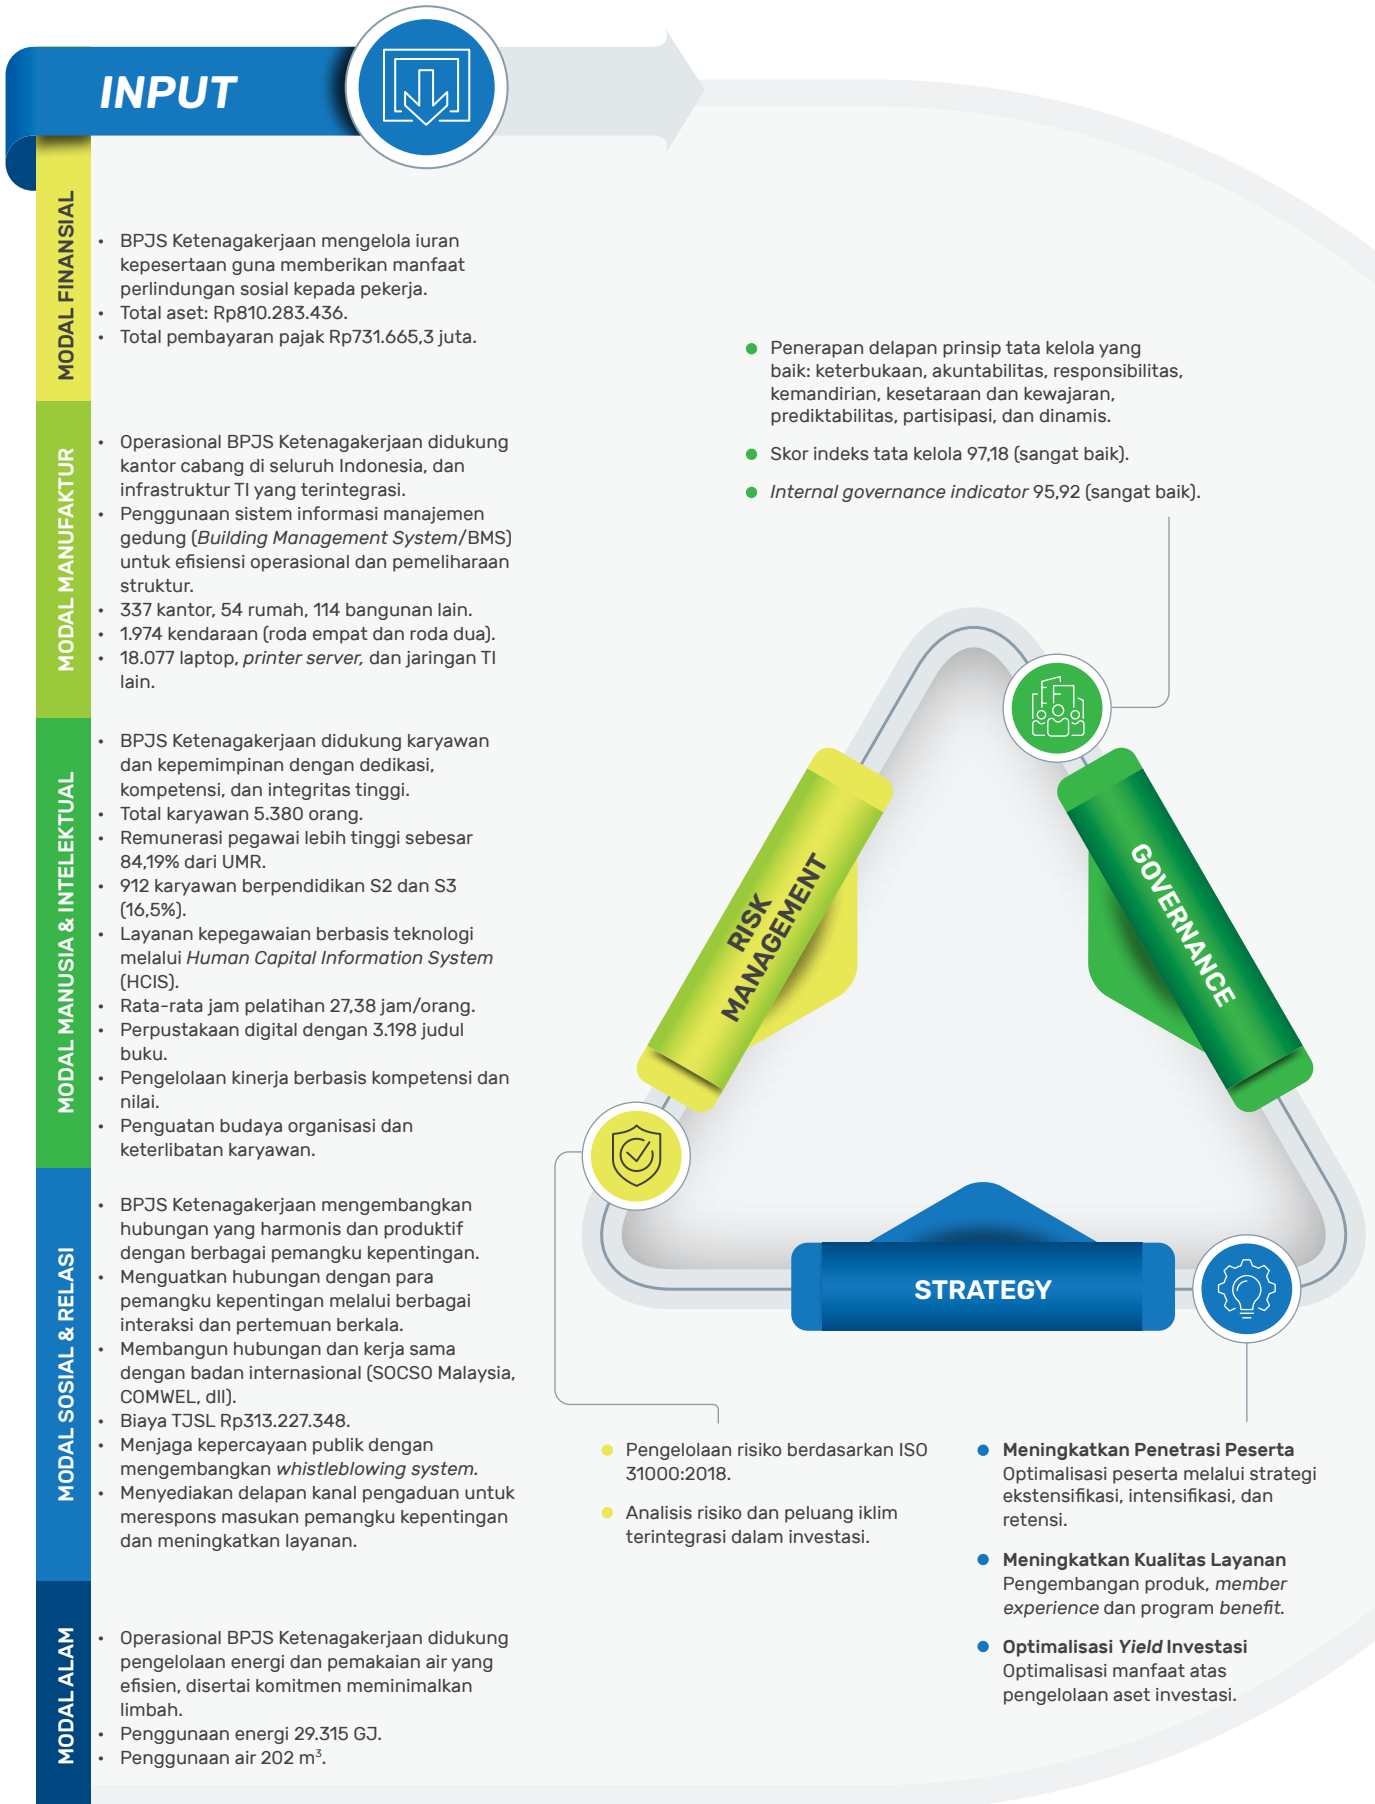 INPUT
MODAL FINANSIAL
• BPJS Ketenagakerjaan mengelola iuran
kepesertaan guna memberikan manfaat
perlindungan sosial kepada pekerja.
• Total aset: Rp810.283.436.
• Total pembayaran pajak Rp731.665,3 juta.
MODAL MANUFAKTUR
• Operasional BPJS Ketenagakerjaan didukung
kantor cabang di seluruh Indonesia, dan
infrastruktur TI yang terintegrasi.
• Penggunaan sistem informasi manajemen
gedung (Building Management System/BMS)
untuk efisiensi operasional dan pemeliharaan
struktur.
• 337 kantor, 54 rumah, 114 bangunan lain.
• 1.974 kendaraan (roda empat dan roda dua).
• 18.077 laptop, printer server, dan jaringan TI
lain.
MODAL MANUSIA & INTELEKTUAL
• BPJS Ketenagakerjaan didukung karyawan
dan kepemimpinan dengan dedikasi,
kompetensi, dan integritas tinggi.
• Total karyawan 5.380 orang.
• Remunerasi pegawai lebih tinggi sebesar
84,19% dari UMR.
• 912 karyawan berpendidikan S2 dan S3
(16,5%).
• Layanan kepegawaian berbasis teknologi
melalui Human Capital Information System
(HCIS).
• Rata-rata jam pelatihan 27,38 jam/orang.
• Perpustakaan digital dengan 3.198 judul
buku.
• Pengelolaan kinerja berbasis kompetensi dan
nilai.
• Penguatan budaya organisasi dan
keterlibatan karyawan.
MODAL SOSIAL & RELASI
• BPJS Ketenagakerjaan mengembangkan
hubungan yang harmonis dan produktif
dengan berbagai pemangku kepentingan.
• Menguatkan hubungan dengan para
pemangku kepentingan melalui berbagai
interaksi dan pertemuan berkala.
• Membangun hubungan dan kerja sama
dengan badan internasional (SOCSO Malaysia,
COMWEL, dll).
• Biaya TJSL Rp313.227.348.
• Menjaga kepercayaan publik dengan
mengembangkan whistleblowing system.
• Menyediakan delapan kanal pengaduan untuk
merespons masukan pemangku kepentingan
dan meningkatkan layanan.
MODAL ALAM
• Operasional BPJS Ketenagakerjaan didukung
pengelolaan energi dan pemakaian air yang
efisien, disertai komitmen meminimalkan
limbah.
• Penggunaan energi 29.315 GJ.
• Penggunaan air 202 m³.
• Penerapan delapan prinsip tata kelola yang
baik: keterbukaan, akuntabilitas, responsibilitas,
kemandirian, kesetaraan dan kewajaran,
prediktabilitas, partisipasi, dan dinamis.
• Skor indeks tata kelola 97,18 (sangat baik).
• Internal governance indicator 95,92 (sangat baik).
RISK
MANAGEMENT
GOVERNANCE
STRATEGY
• Pengelolaan risiko berdasarkan ISO
31000:2018.
• Analisis risiko dan peluang iklim
terintegrasi dalam investasi.
• Meningkatkan Penetrasi Peserta
Optimalisasi peserta melalui strategi
ekstensifikasi, intensifikasi, dan
retensi.
• Meningkatkan Kualitas Layanan
Pengembangan produk, member
experience dan program benefit.
• Optimalisasi Yield Investasi
Optimalisasi manfaat atas
pengelolaan aset investasi.